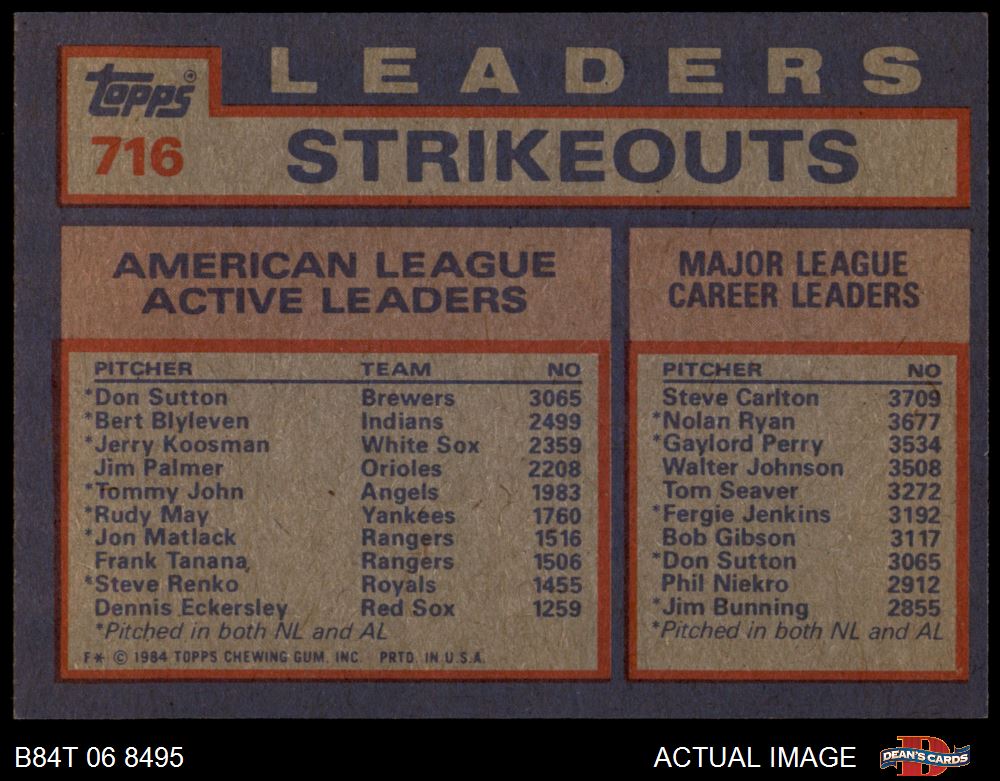 LEADERS
topps
716
STRIKEOUTS
AMERICAN LEAGUE
ACTIVE LEADERS
PITCHER TEAM NO
*Don Sutton Brewers 3065
*Bert Blyleven Indians 2499
*Jerry Koosman White Sox 2359
Jim Palmer Orioles 2208
*Tommy John Angels 1983
*Rudy May Yankees 1760
*Jon Matlack Rangers 1516
Frank Tanana Rangers 1506
*Steve Renko Royals 1455
Dennis Eckersley Red Sox 1259
*Pitched in both NL and AL
F* © 1984 TOPPS CHEWING GUM, INC. PRTD. IN U.S.A.
MAJOR LEAGUE
CAREER LEADERS
PITCHER NO
Steve Carlton 3709
*Nolan Ryan 3677
*Gaylord Perry 3534
Walter Johnson 3508
Tom Seaver 3272
*Fergie Jenkins 3192
Bob Gibson 3117
*Don Sutton 3065
Phil Niekro 2912
*Jim Bunning 2855
*Pitched in both NL and AL
B84T 06 8495
ACTUAL IMAGE
DEAN'S CARDS